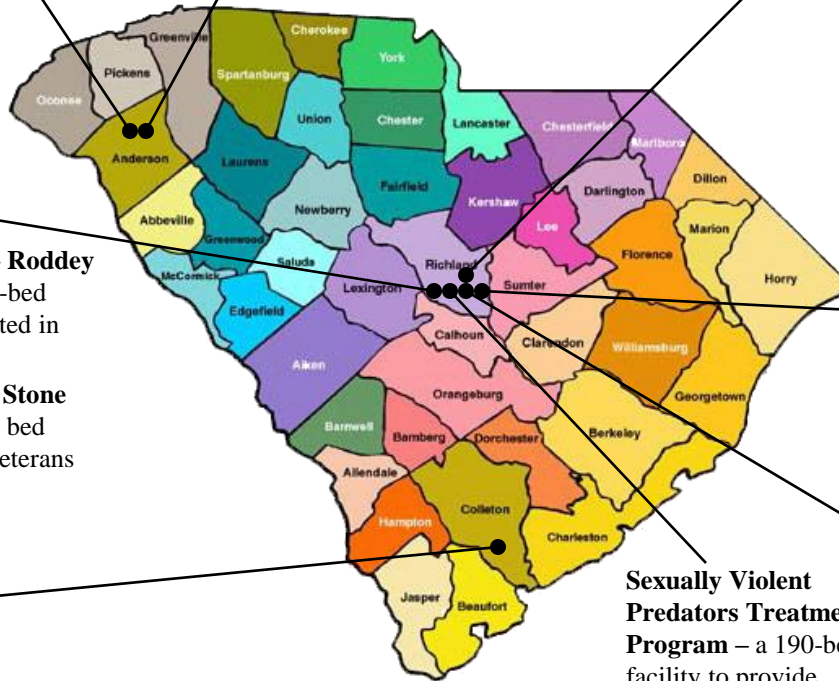 Cherokee
Greenville
York
Pickens
Spartanburg
Oconee
Union
Chester
Lancaster
Chesterfield
Marlboro
Anderson
Laurens
Dillon
Fairfield
Kershaw
Darlington
Abbeville
Newberry
Lee
Marion
Greenwood
Florence
Roddey
Saluda
Richland
McCormick
Sumter
Horry
-bed
Lexington
Edgefield
ted in
Calhoun
Clarendon
Williamsburg
Aiken
Stone
Orangeburg
Georgetown
bed
Barnwell
Bamberg
Dorchester
Berkeley
eterans
Allendale
Colleton
Hampton
Charleston
Jasper
Beaufort
Sexually Violent
Predators Treatme
Program – a 190-be
facility to provide